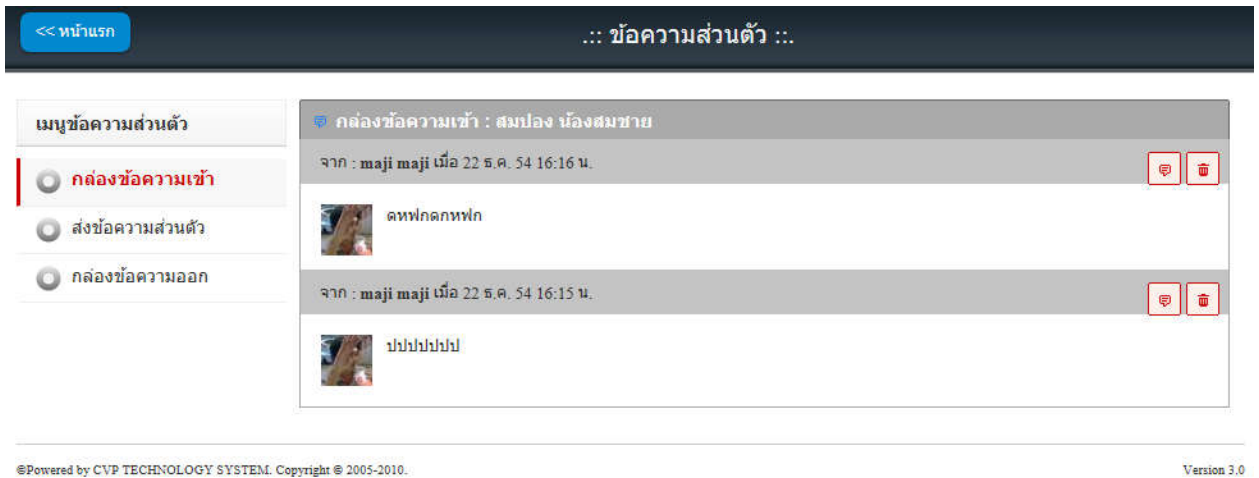 << หน้าแรก
.:: ข้อความส่วนตัว ::.
เมนูข้อความส่วนตัว
กล่องข้อความเข้า
ส่งข้อความส่วนตัว
กล่องข้อความออก
กล่องข้อความเข้า : สมปอง น้องสมชาย
จาก : maji maji เมื่อ 22 ธ.ค. 54 16:16 น.
ดหฟกดกหฟก
จาก : maji maji เมื่อ 22 ธ.ค. 54 16:15 น.
ปปปปปปป
©Powered by CVP TECHNOLOGY SYSTEM. Copyright © 2005-2010.
Version 3.0